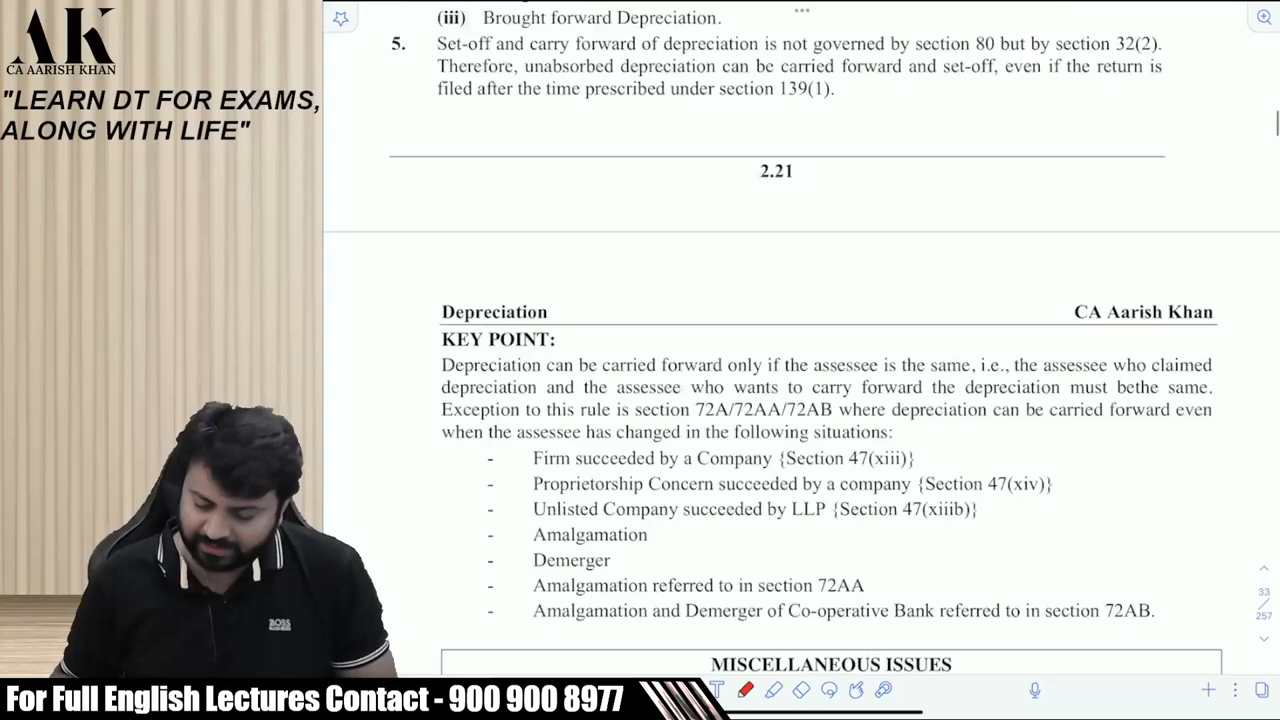 AK
CA AARISH KHAN
"LEARN DT FOR EXAMS,
ALONG WITH LIFE"
(iii) Brought forward Depreciation.
5. Set-off and carry forward of depreciation is not governed by section 80 but by section 32(2).
Therefore, unabsorbed depreciation can be carried forward and set-off, even if the return is
filed after the time prescribed under section 139(1).
2.21
Depreciation CA Aarish Khan
KEY POINT:
Depreciation can be carried forward only if the assessee is the same, i.e., the assessee who claimed
depreciation and the assessee who wants to carry forward the depreciation must bethe same.
Exception to this rule is section 72A/72AA/72AB where depreciation can be carried forward even
when the assessee has changed in the following situations:
- Firm succeeded by a Company {Section 47(xiii)}
- Proprietorship Concern succeeded by a company {Section 47(xiv)}
- Unlisted Company succeeded by LLP {Section 47(xiiib)}
- Amalgamation
- Demerger
- Amalgamation referred to in section 72AA
- Amalgamation and Demerger of Co-operative Bank referred to in section 72AB.
MISCELLANEOUS ISSUES
33
257
BOSS
For Full English Lectures Contact - 900 900 8977